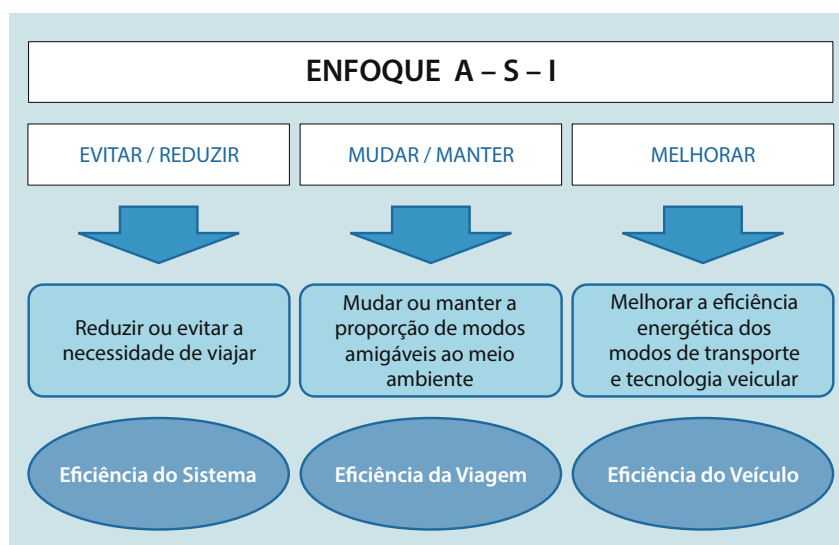 ENFOQUE A – S – I
EVITAR / REDUZIR
MUDAR / MANTER
MELHORAR
Reduzir ou evitar a
necessidade de viajar
Mudar ou manter a
proporção de modos
amigáveis ao meio
ambiente
Melhorar a eficiência
energética dos
modos de transporte
e tecnologia veicular
Eficiência do Sistema
Eficiência da Viagem
Eficiência do Veículo